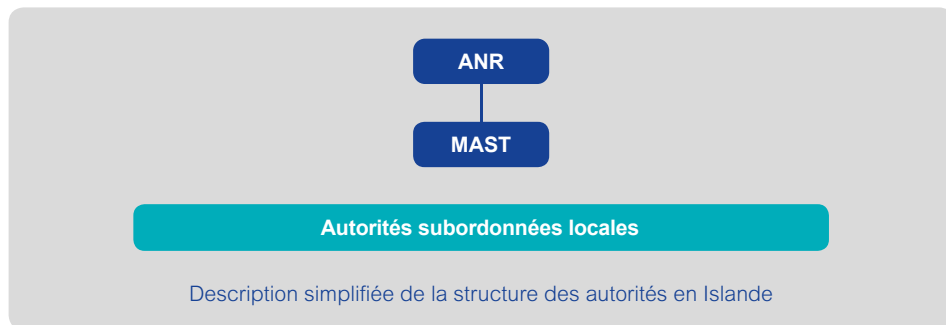 ANR
MAST
Autorités subordonnées locales
Description simplifiée de la structure des autorités en Islande